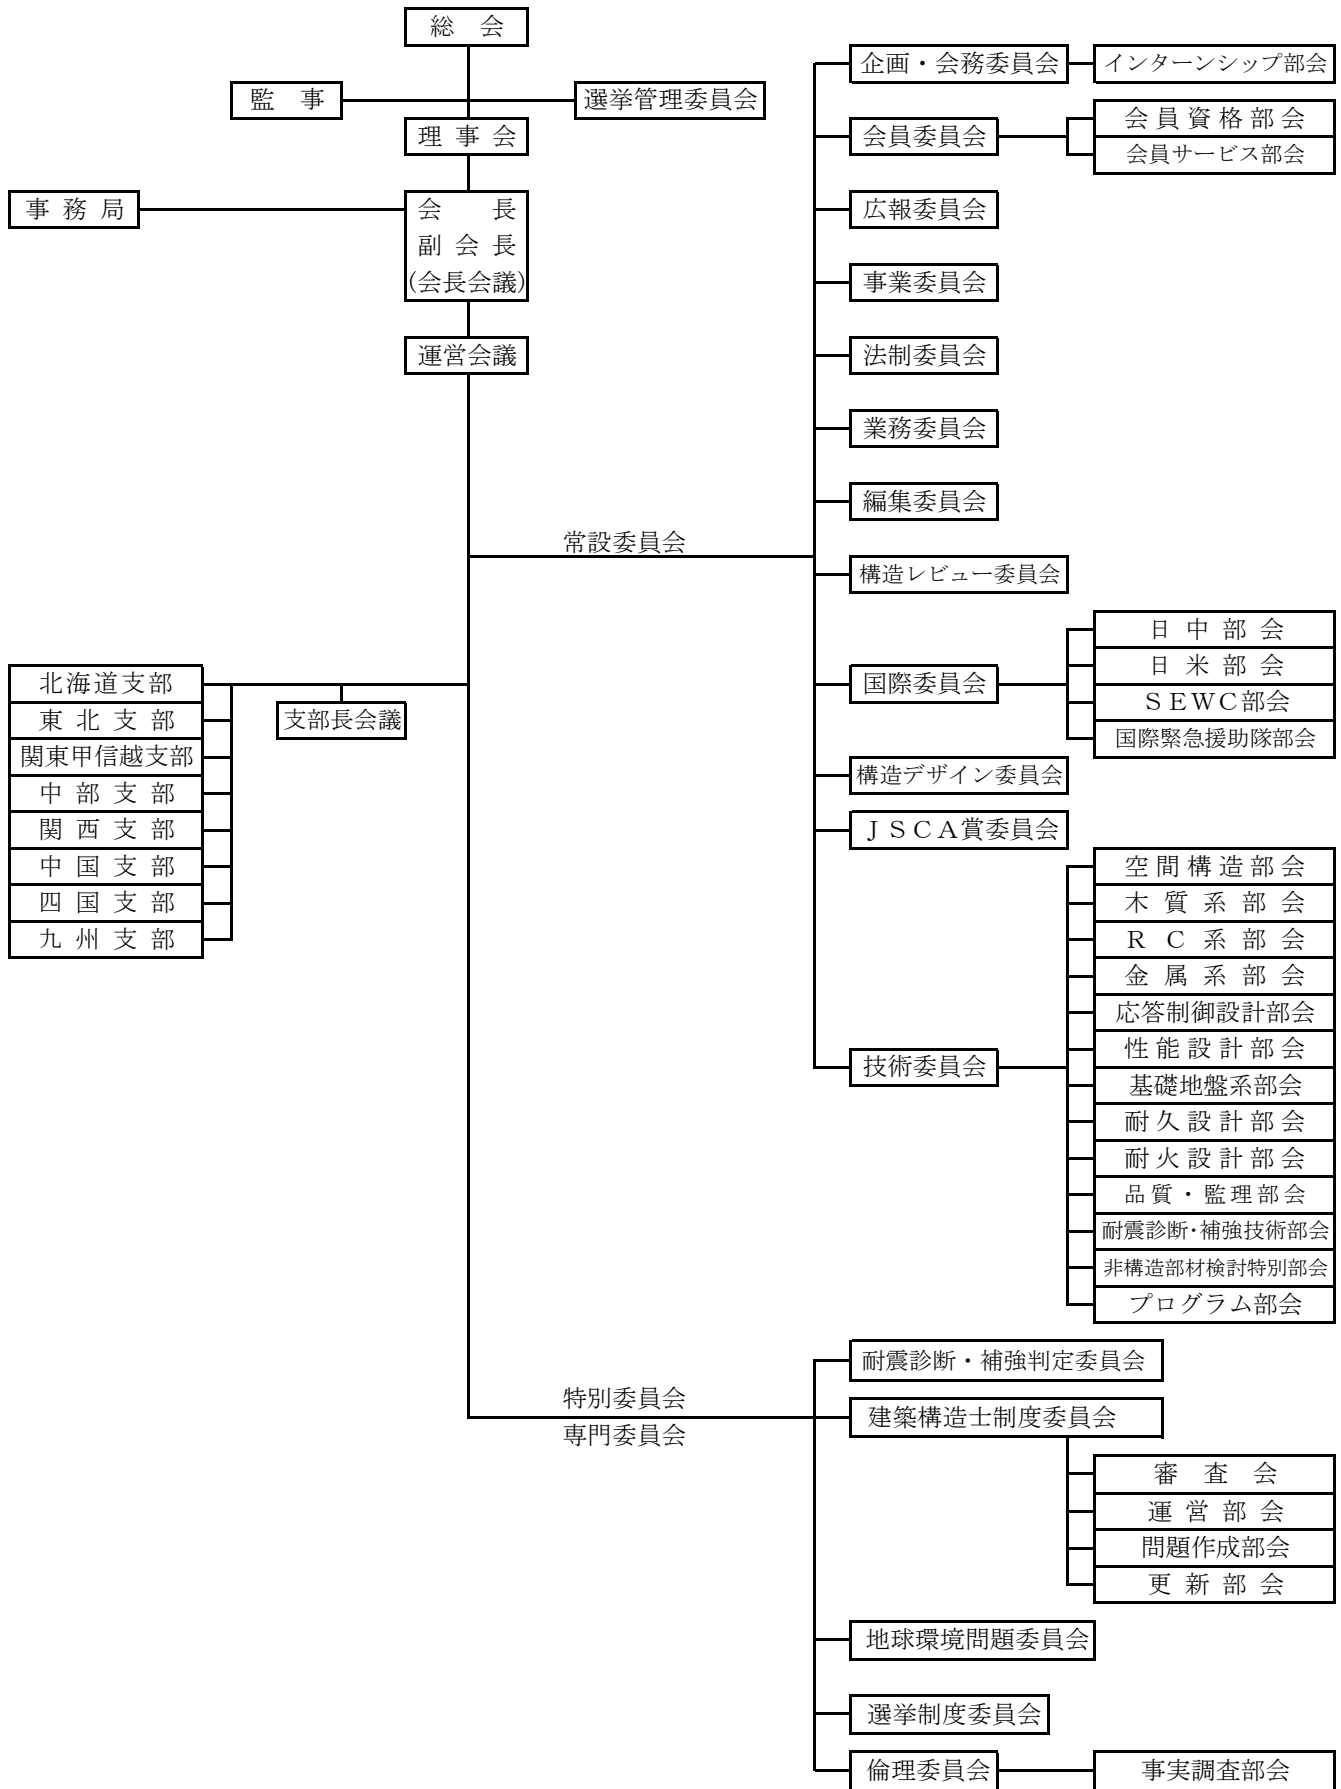 総　会
監　事
選挙管理委員会
理 事 会
事 務 局
会　　長
副 会 長
(会長会議)
運営会議
常設委員会
企画・会務委員会
インターンシップ部会
会員委員会
会 員 資 格 部 会
会員サービス部会
広報委員会
事業委員会
法制委員会
業務委員会
編集委員会
構造レビュー委員会
国際委員会
日 中 部 会
日 米 部 会
ＳＥＷＣ部会
国際緊急援助隊部会
構造デザイン委員会
ＪＳＣＡ賞委員会
技術委員会
空 間 構 造 部 会
木 質 系 部 会
Ｒ Ｃ 系 部 会
金 属 系 部 会
応答制御設計部会
性 能 設 計 部 会
基礎地盤系部会
耐 久 設 計 部 会
耐 火 設 計 部 会
品 質 ・ 監 理 部 会
耐震診断・補強技術部会
非構造部材検討特別部会
プログラム部会
北海道支部
東 北 支 部
関東甲信越支部
中 部 支 部
関 西 支 部
中 国 支 部
四 国 支 部
九 州 支 部
支部長会議
特別委員会
専門委員会
耐震診断・補強判定委員会
建築構造士制度委員会
審　査　会
運 営 部 会
問題作成部会
更 新 部 会
地球環境問題委員会
選挙制度委員会
倫理委員会
事実調査部会